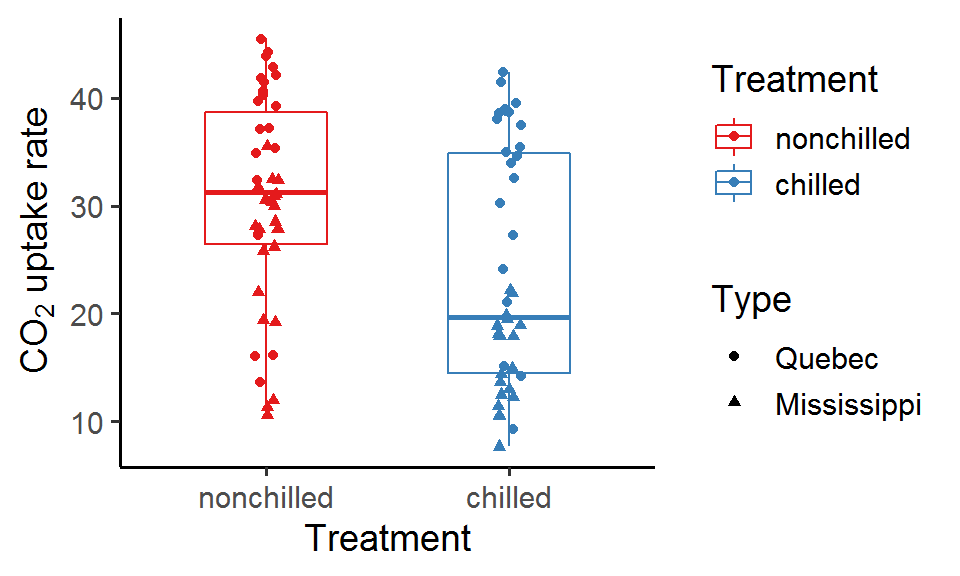 CO₂ uptake rate
40
30
20
10
nonchilled
chilled
Treatment
Treatment
nonchilled
chilled
Type
Quebec
Mississippi